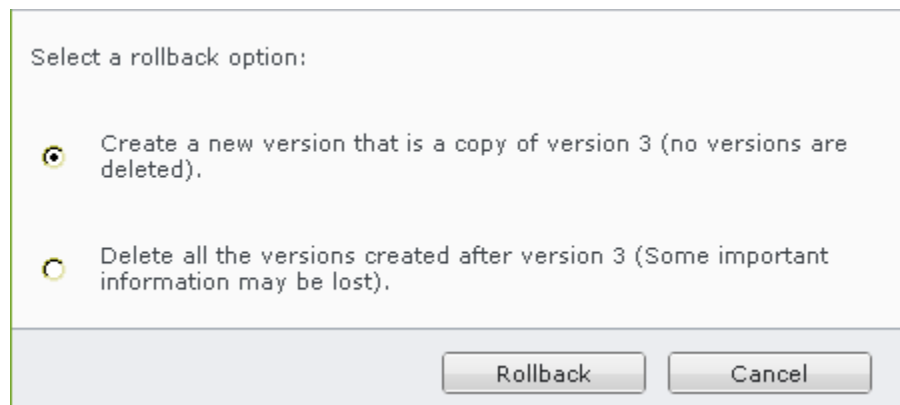 Select a rollback option:
Create a new version that is a copy of version 3 (no versions are
deleted).
Delete all the versions created after version 3 (Some important
information may be lost).
Rollback
Cancel